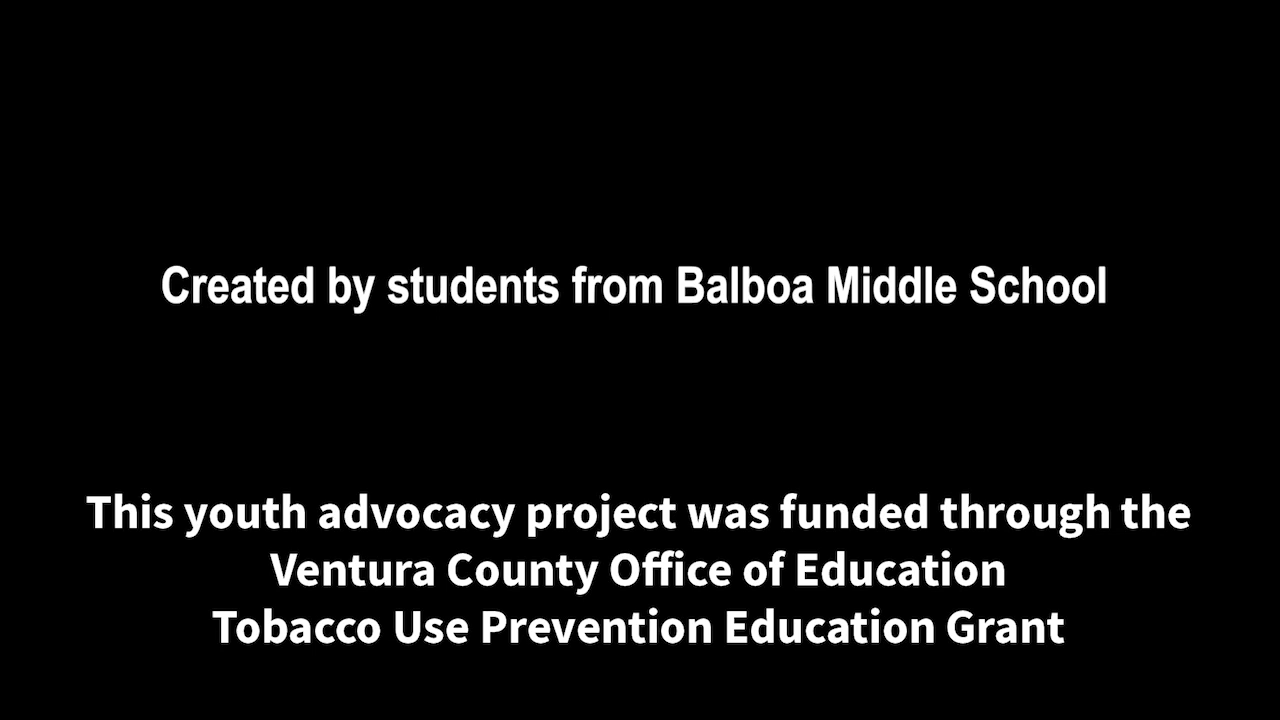 Created by students from Balboa Middle School
This youth advocacy project was funded through the
Ventura County Office of Education
Tobacco Use Prevention Education Grant